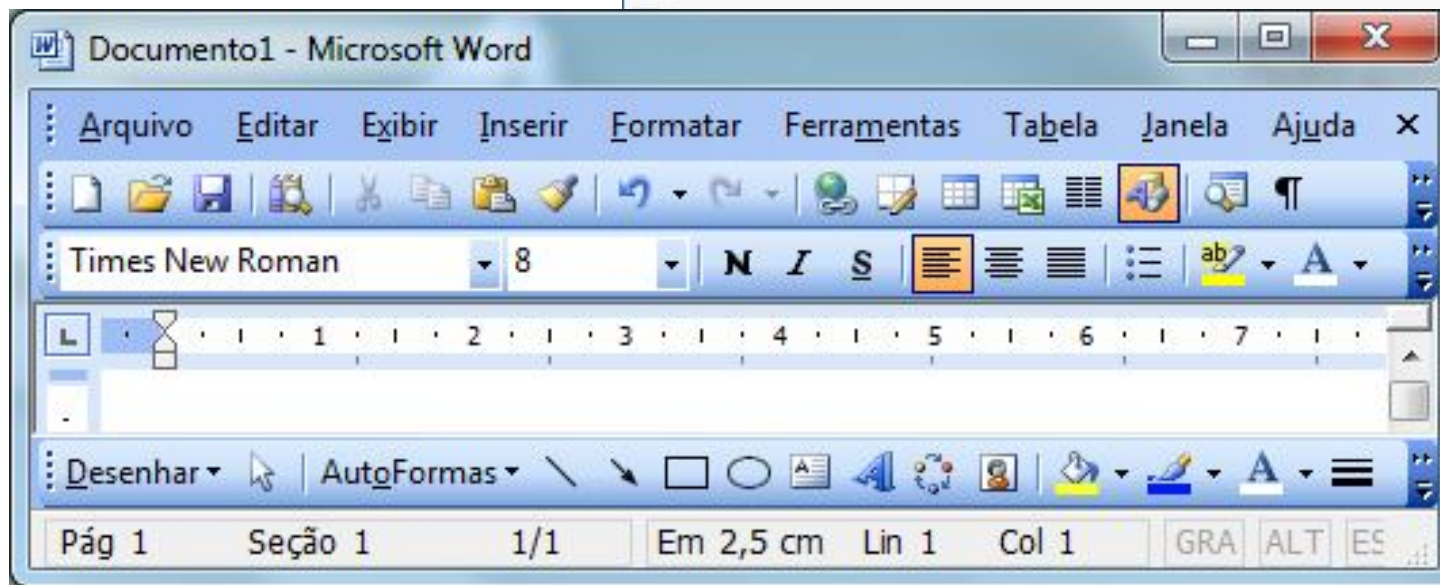 Documento1 - Microsoft Word
Arquivo Editar Exibir Inserir Formatar Ferramentas Tabela Janela Ajuda
Times New Roman 8 N I S ab A
1 2 3 4 5 6 7
Desenhar AutoFormas A
Pág 1 Seção 1 1/1 Em 2,5 cm Lin 1 Col 1 GRA ALT ES